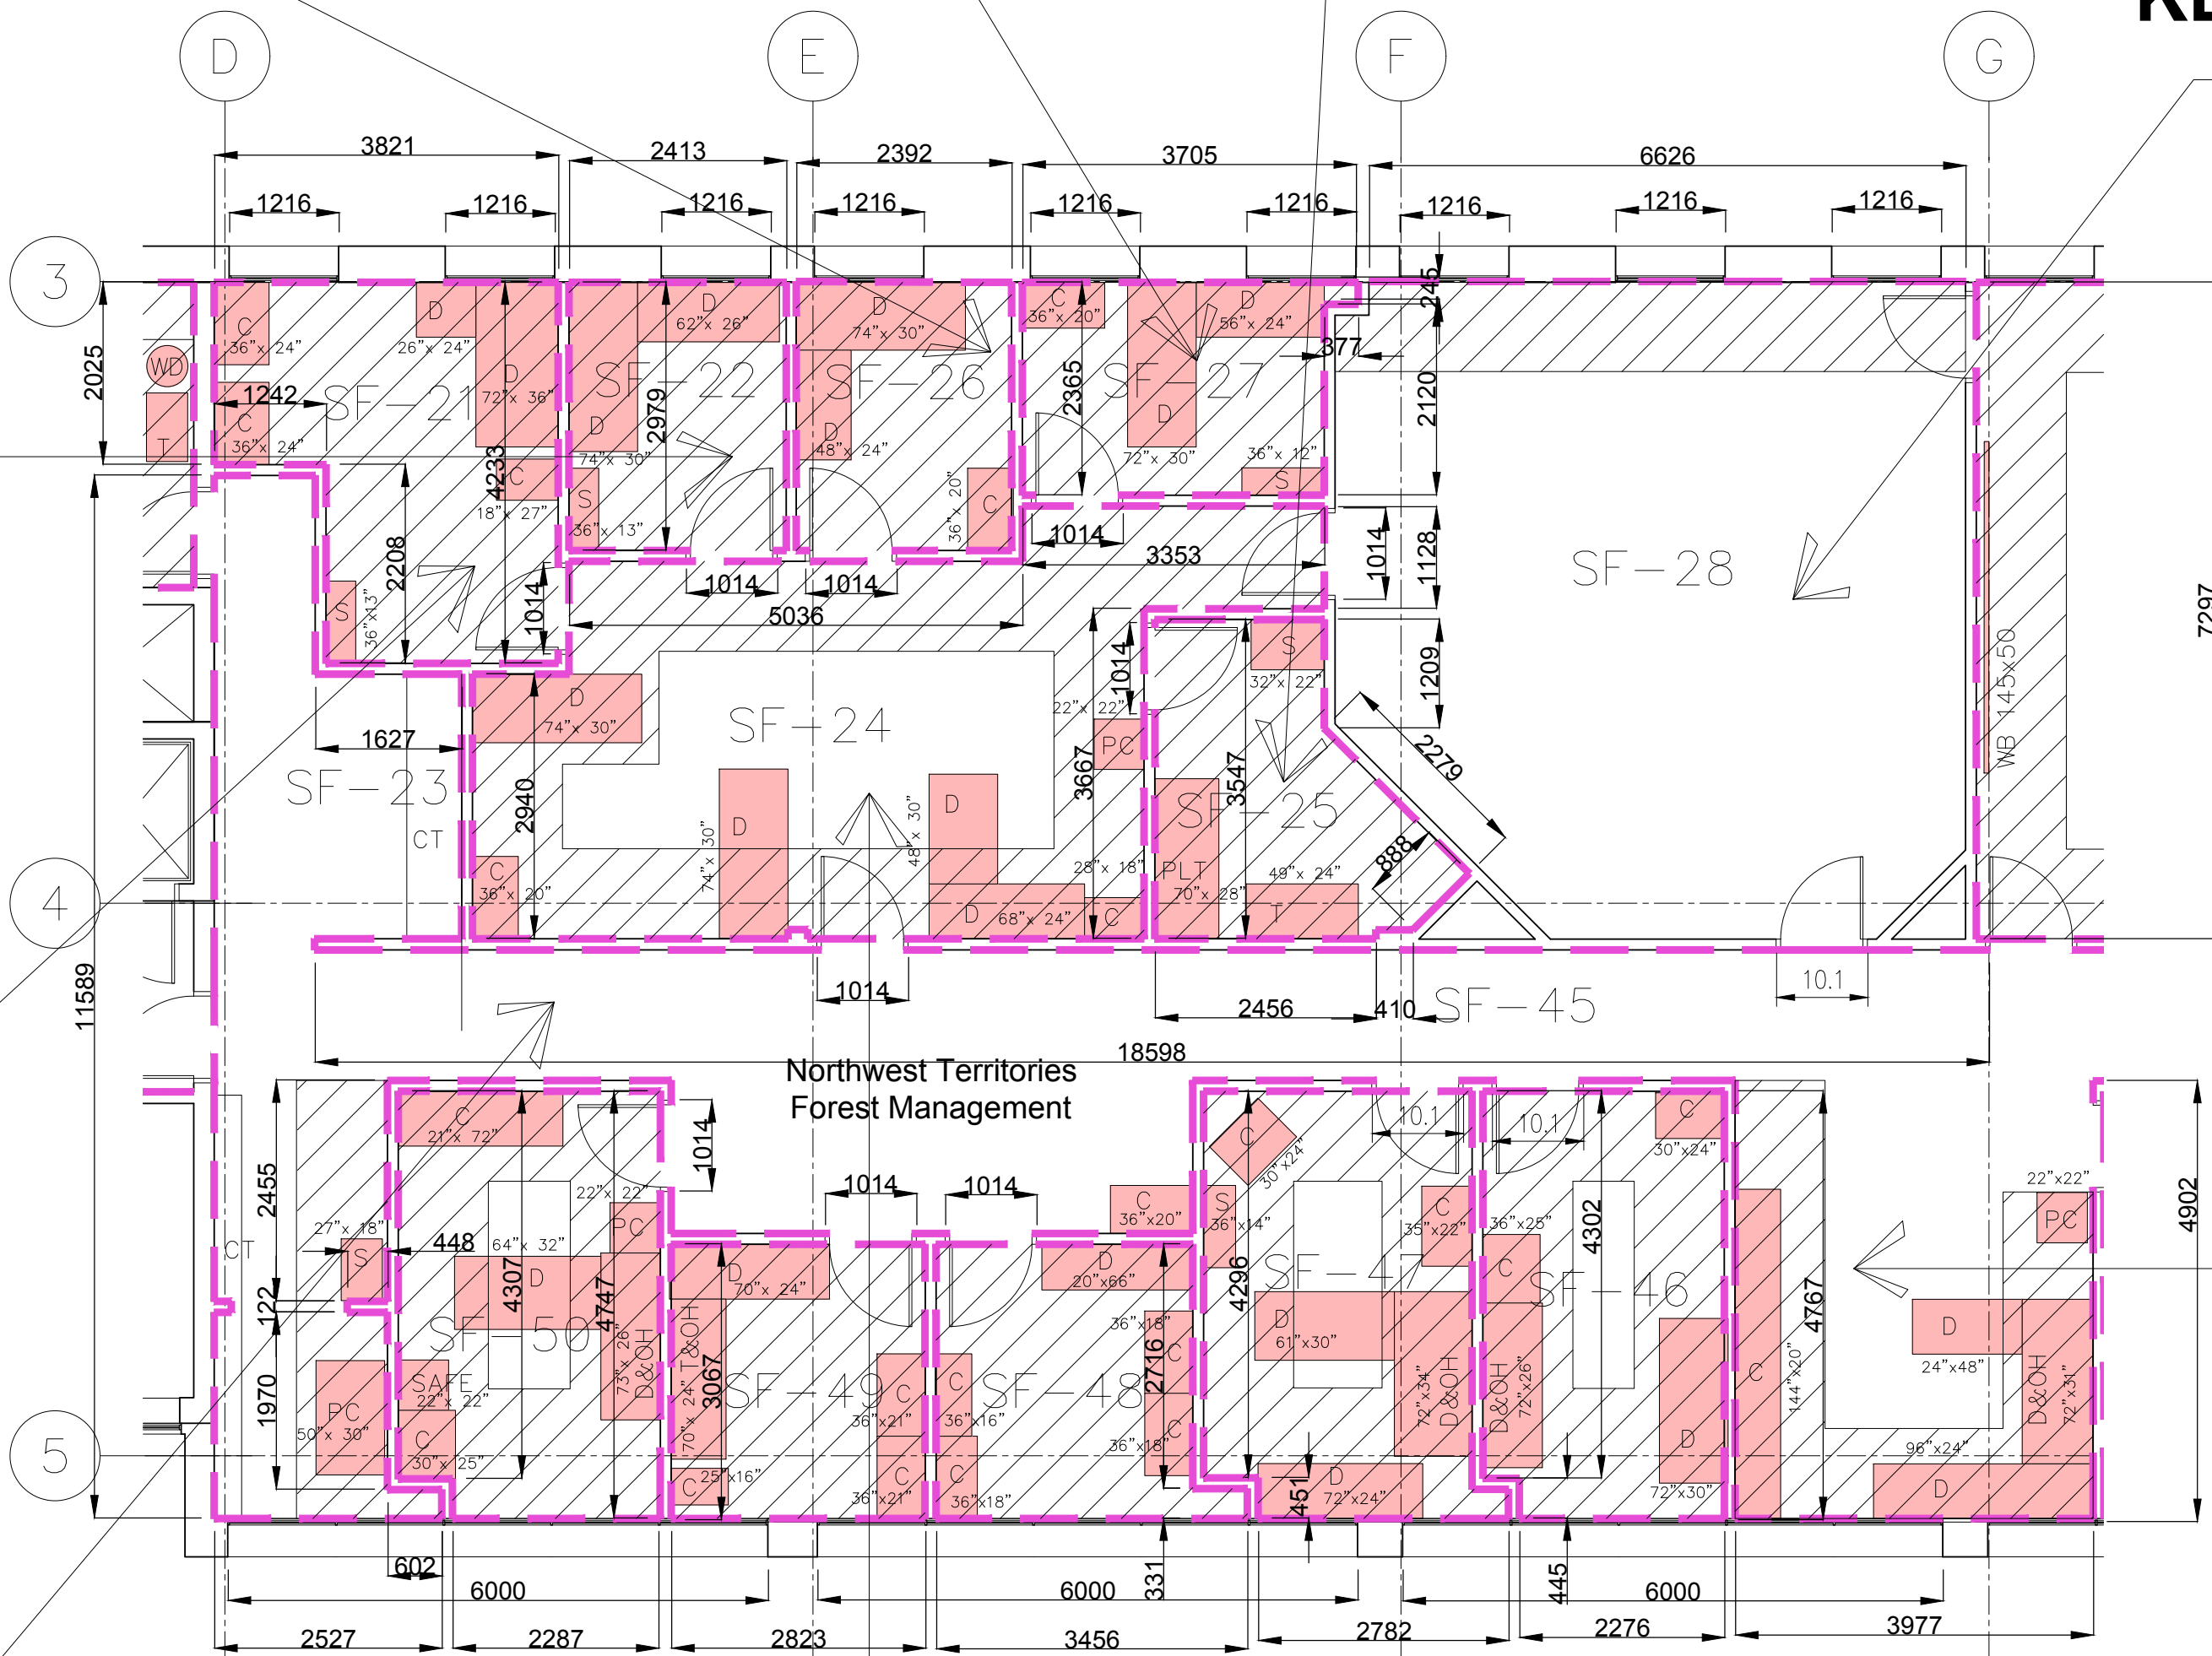 D E F G
3821 2413 2392 3705 6626
1216 1216 1216 1216 1216 1216 1216 1216 1216
3
245
2025
C
36"x 24"
D
26"x 24"
D
62"x 26"
D
74"x 30"
C
36"x 20"
D
56"x 24"
377
WD
T
1242
SF-21
D
72"x 36"
SF-22
SF-26
SF-27
2365
2120
C
36"x 24"
4233
D
74"x 30"
2979
D
48"x 24"
D
72"x 30"
36"x 12"
S
C
18"x 27"
S
36"x 13"
36"x 20"
C
2208
1014
1014
1014
1014
3353
1014
1128
SF-28
S
36"x13"
5036
7297
WB 145x50
D
74"x 30"
1627
SF-23
SF-24
1014
S
32"x 22"
1209
22"x 22"
PC
2279
2940
CT
3667
SF-25
3547
D
74"x 30"
D
48"x 30"
888
C
36"x 20"
28"x 18"
PLT
70"x 28"
49"x 24"
T
4
D
68"x 24"
C
11589
1014
2456
410
SF-45
10.1
18598
Northwest Territories
Forest Management
2455
C
21"x 72"
1014
1014
1014
C
30"x24"
10.1
10.1
C
30"x24"
22"x 22"
PC
C
36"x20"
S
36"x14"
C
35"x22"
36"x25"
C
4302
22"x22"
PC
4902
CT
27"x 18"
S
448
64"x 32"
D
4307
4747
D
70"x 24"
D
20"x66"
4296
SF-47
SF-46
122
SF-50
D
61"x30"
4767
D
24"x48"
1970
73"x 26"
D&OH
70"x 24" T&OH
3067
SF-49
SF-48
36"x18"
C
2716
72"x34"
D&OH
D&OH
72"x26"
C
144"x20"
D&OH
72"x31"
PC
50"x 30"
SAFE
22"x 22"
C
36"x21"
C
36"x16"
C
36"x18"
D
72"x30"
96"x24"
D
5
C
30"x 25"
C
25"x16"
C
36"x21"
C
36"x18"
D
72"x24"
451
602
331
445
6000 6000 6000
2527 2287 2823 3456 2782 2276 3977